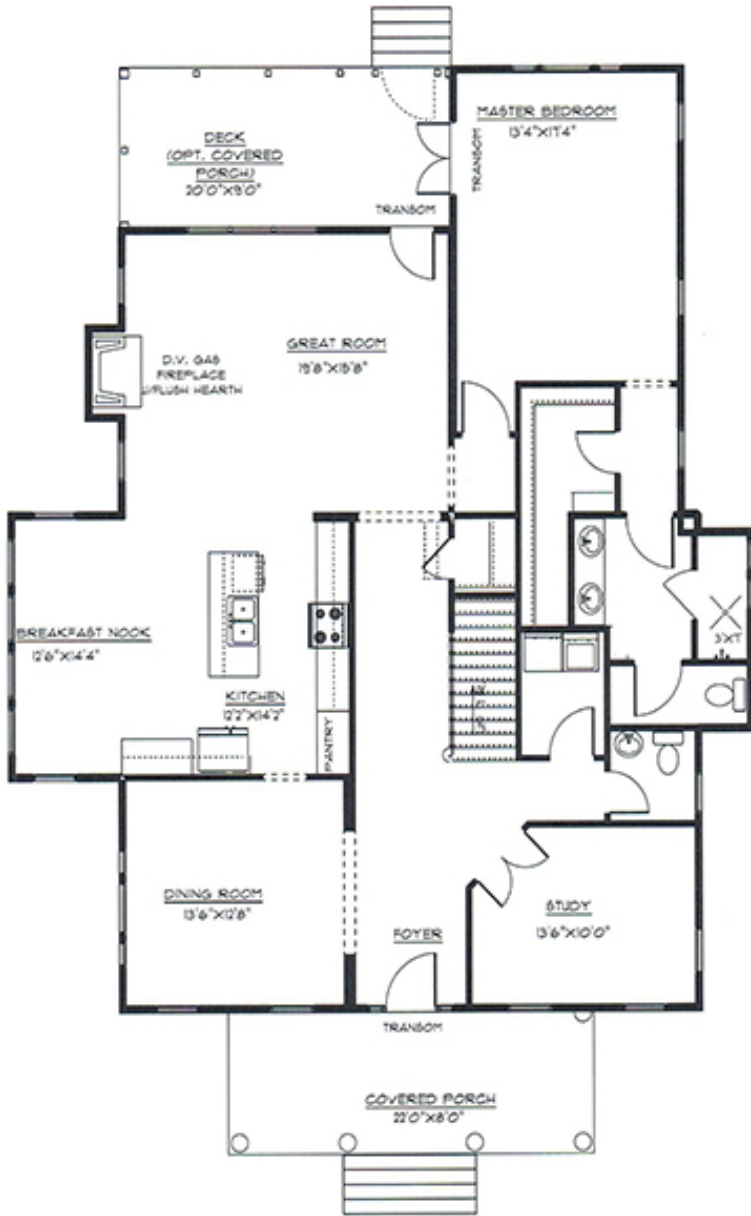 MASTER BEDROOM
13'4"X17'4"
TRANSOM
DECK
(OPT. COVERED
PORCH)
20'0"X9'0"
TRANSOM
GREAT ROOM
19'8"X15'8"
D.V. GAS
FIREPLACE
W/FLUSH HEARTH
BREAKFAST NOOK
12'6"X14'4"
KITCHEN
12'2"X14'2"
PANTRY
3'X7'
DINING ROOM
13'6"X12'8"
FOYER
STUDY
13'6"X10'0"
TRANSOM
COVERED PORCH
22'0"X8'0"